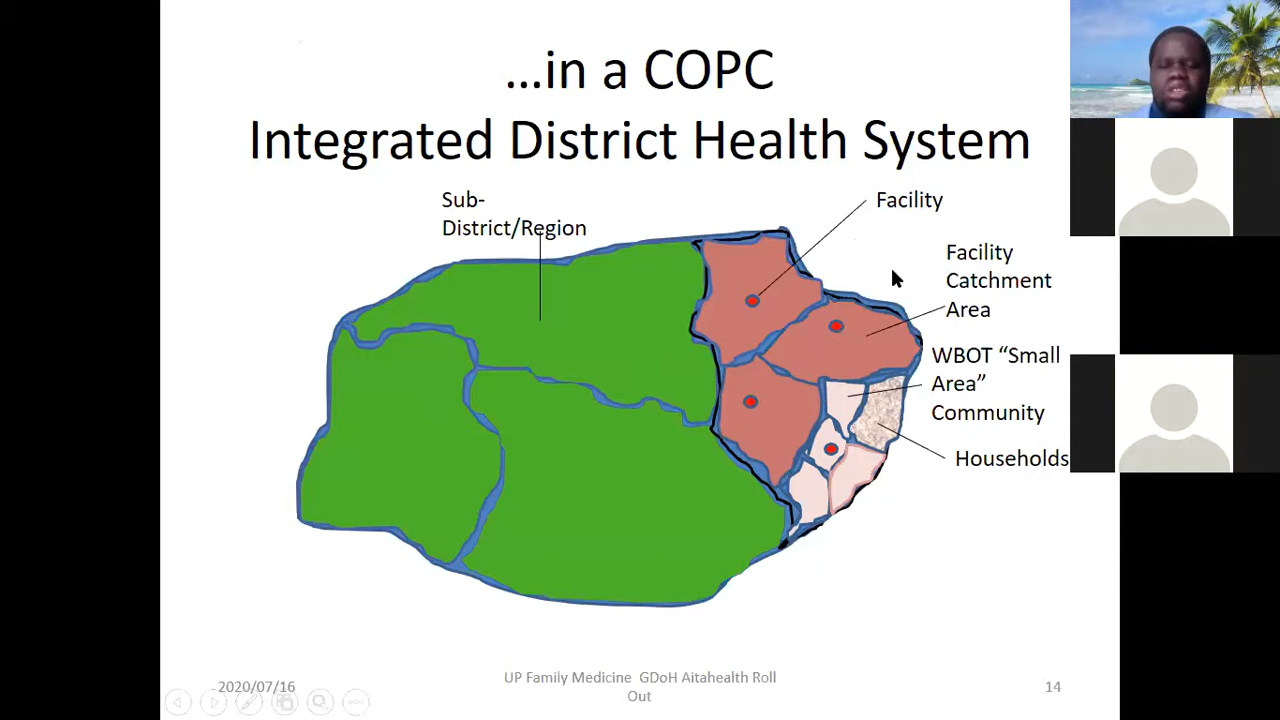 ...in a COPC
Integrated District Health System
Sub-
District/Region
Facility
Facility
Catchment
Area
WBOT “Small
Area”
Community
Households
2020/07/16
UP Family Medicine GDoH Aitahealth Roll
Out
14